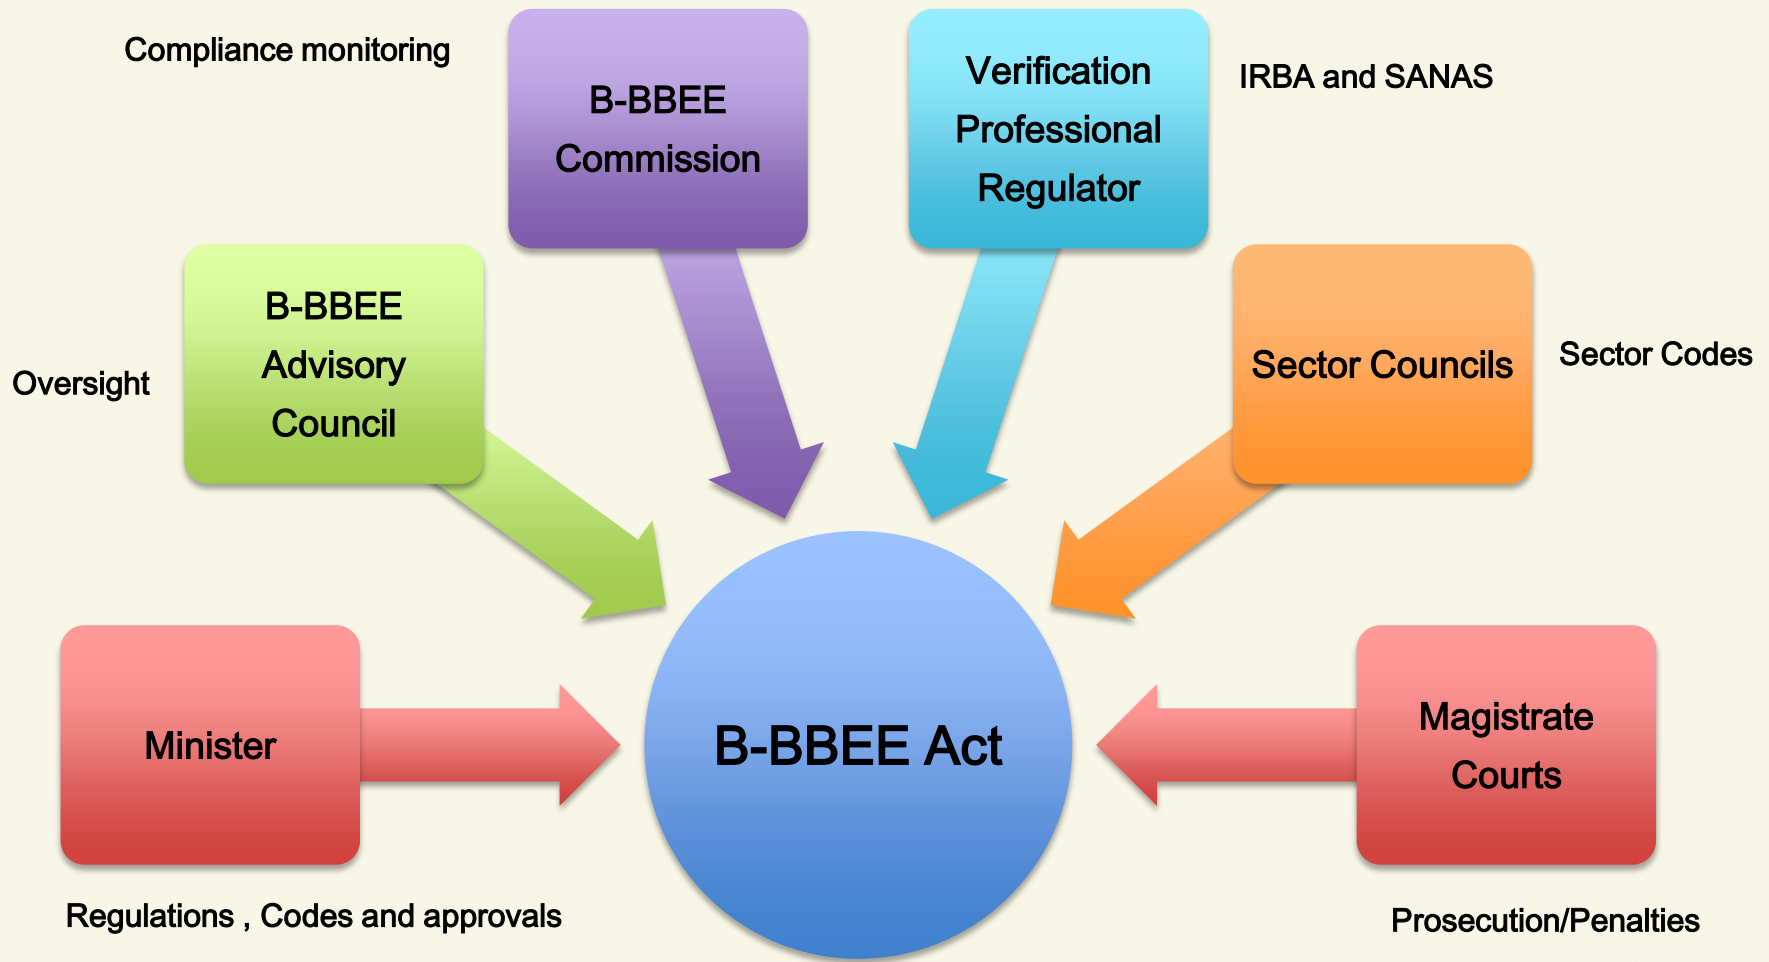 Compliance monitoring
B-BBEE
Commission
Verification
Professional
Regulator
IRBA and SANAS
Oversight
B-BBEE
Advisory
Council
Sector Councils
Sector Codes
Minister
Regulations , Codes and approvals
B-BBEE Act
Magistrate
Courts
Prosecution/Penalties